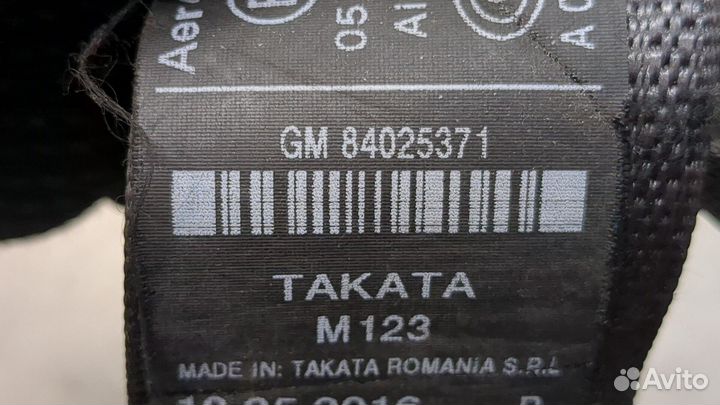 GM 84025371
TAKATA
M123
MADE IN: TAKATA ROMANIA S.R.L
Avito